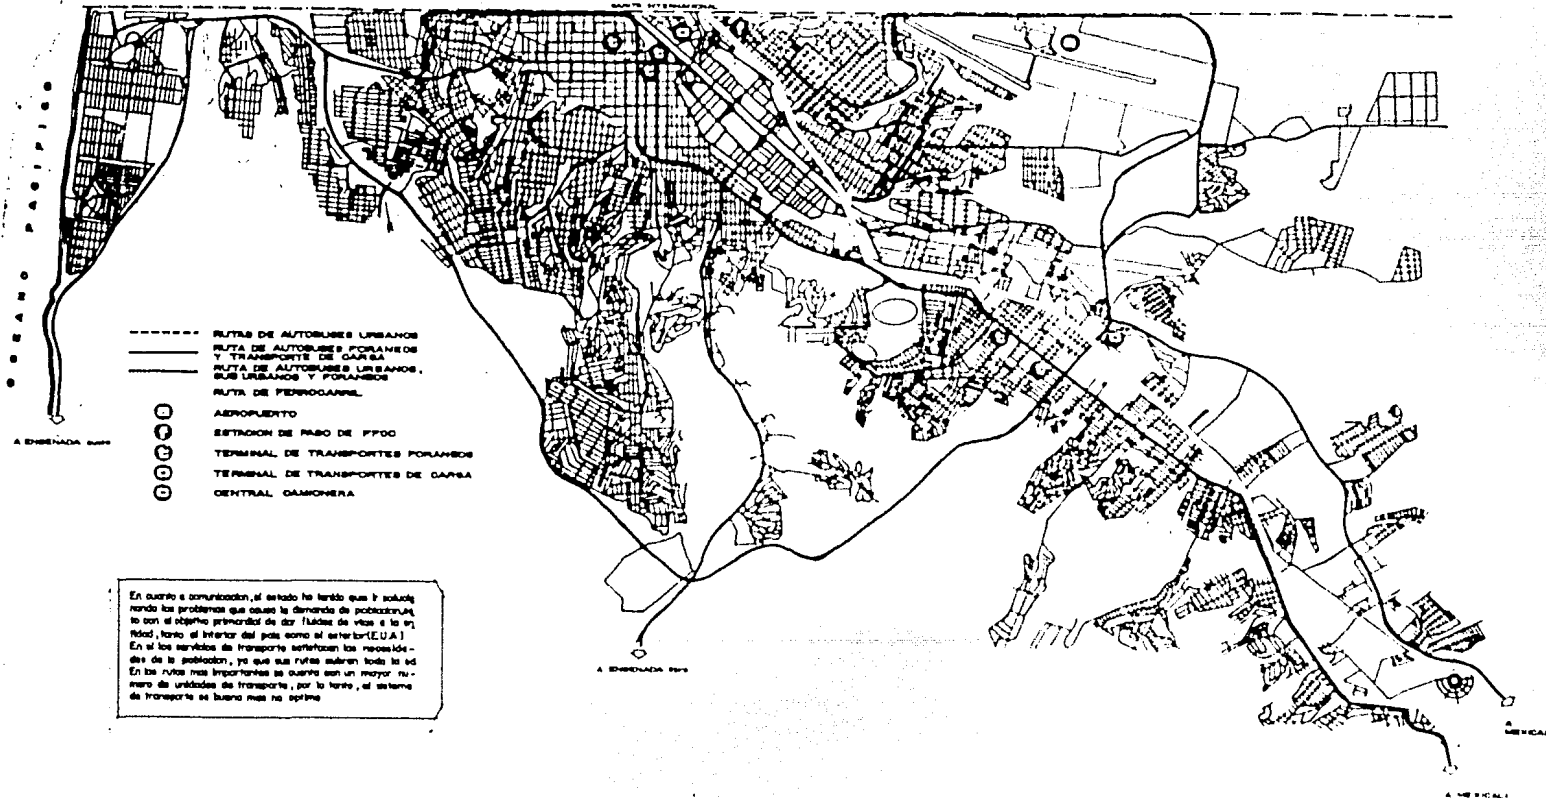 OCEANO PACIFICO
RUTAS DE AUTOBUSES URBANOS
RUTA DE AUTOBUSES FORANEOS
Y TRANSPORTE DE CARGA
RUTA DE AUTOBUSES URBANOS,
SUB URBANOS Y FORANEOS
RUTA DE FERROCARRIL
AEROPUERTO
ESTACION DE PASO DE FFCC
TERMINAL DE TRANSPORTES FORANEOS
TERMINAL DE TRANSPORTES DE CARGA
CENTRAL CAMIONERA
A ENSENADA
En cuanto a comunicacion, el estado ha tenido que ir solucio
nando los problemas que causa la demanda de poblacion
to con el objetivo primordial de dar fluidez de vias a la en
tidad, tanto al interior del pais como al exterior (E.U.A.)
En si los servicios de transporte satisfacen las necesida-
des de la poblacion, ya que sus rutas cubren toda la cd
En las rutas mas importantes se cuenta con un mayor nu-
mero de unidades de transporte, por lo tanto, el sistema
de transporte es bueno mas no optimo
A ENSENADA
A
MEXICALI
A MEXICALI